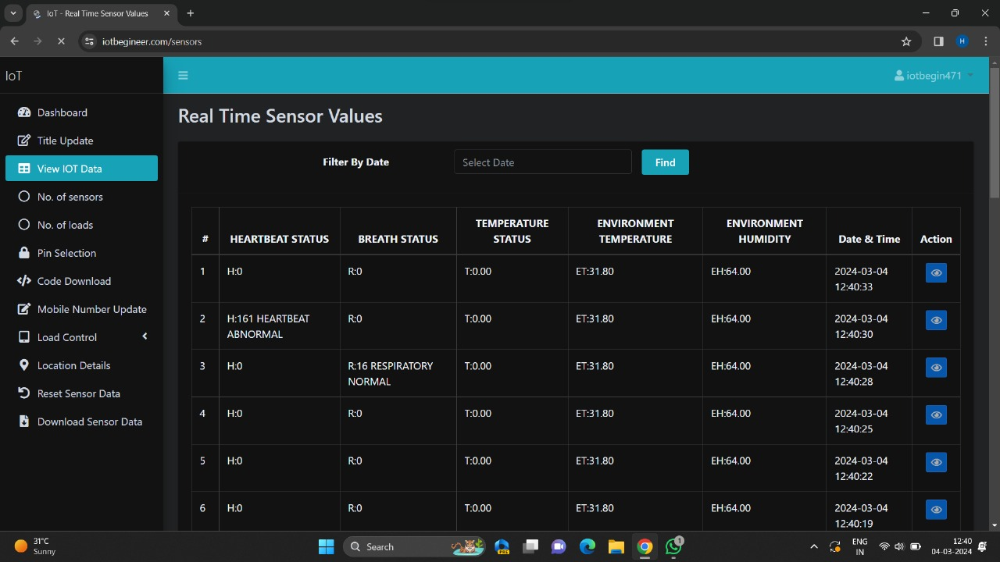 IoT - Real Time Sensor Values
iotbegineer.com/sensors
H
IoT
iotbegin471
Dashboard
Title Update
View IOT Data
No. of sensors
No. of loads
Pin Selection
Code Download
Mobile Number Update
Load Control
Location Details
Reset Sensor Data
Download Sensor Data
Real Time Sensor Values
Filter By Date Select Date Find
# HEARTBEAT STATUS BREATH STATUS TEMPERATURE STATUS ENVIRONMENT TEMPERATURE ENVIRONMENT HUMIDITY Date & Time Action
1 H:0 R:0 T:0.00 ET:31.80 EH:64.00 2024-03-04
12:40:33
2 H:161 HEARTBEAT R:0 T:0.00 ET:31.80 EH:64.00 2024-03-04
ABNORMAL 12:40:30
3 H:0 R:16 RESPIRATORY T:0.00 ET:31.80 EH:64.00 2024-03-04
NORMAL 12:40:28
4 H:0 R:0 T:0.00 ET:31.80 EH:64.00 2024-03-04
12:40:25
5 H:0 R:0 T:0.00 ET:31.80 EH:64.00 2024-03-04
12:40:22
6 H:0 R:0 T:0.00 ET:31.80 EH:64.00 2024-03-04
12:40:19
31°C
Sunny
Search
PRE
1
ENG
IN
12:40
04-03-2024